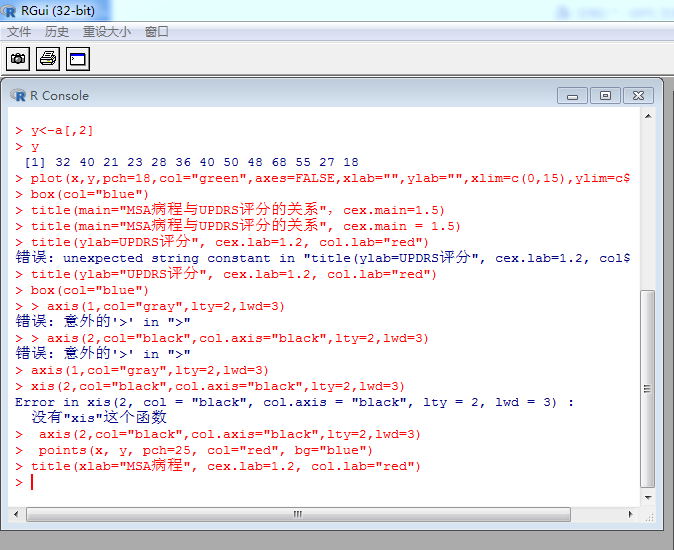 RGui (32-bit)
文件 历史 重设大小 窗口
R Console
> y<-a[,2]
> y
[1] 32 40 21 23 28 36 40 50 48 68 55 27 18
> plot(x,y,pch=18,col="green",axes=FALSE,xlab="",ylab="",xlim=c(0,15),ylim=c$
> box(col="blue")
> title(main="MSA病程与UPDRS评分的关系", cex.main=1.5)
> title(main="MSA病程与UPDRS评分的关系", cex.main = 1.5)
> title(ylab=UPDRS评分", cex.lab=1.2, col.lab="red")
错误: unexpected string constant in "title(ylab=UPDRS评分", cex.lab=1.2, col$
> title(ylab="UPDRS评分", cex.lab=1.2, col.lab="red")
> box(col="blue")
> > axis(1,col="gray",lty=2,lwd=3)
错误: 意外的'>' in ">"
> > axis(2,col="black",col.axis="black",lty=2,lwd=3)
错误: 意外的'>' in ">"
> axis(1,col="gray",lty=2,lwd=3)
> xis(2,col="black",col.axis="black",lty=2,lwd=3)
Error in xis(2, col = "black", col.axis = "black", lty = 2, lwd = 3) :
没有"xis"这个函数
> axis(2,col="black",col.axis="black",lty=2,lwd=3)
> points(x, y, pch=25, col="red", bg="blue")
> title(xlab="MSA病程", cex.lab=1.2, col.lab="red")
>